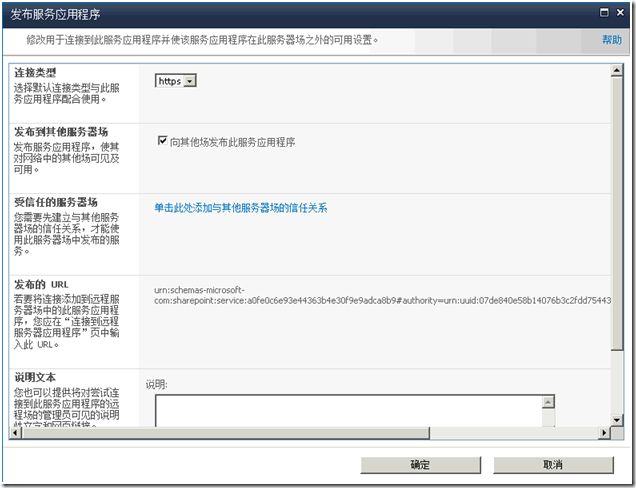 发布服务应用程序
修改用于连接到此服务应用程序并使该服务应用程序在此服务器场之外的可用设置。
帮助
连接类型
选择默认连接类型与此服
务应用程序配合使用。
https
发布到其他服务器场
发布服务应用程序，使其
对网络中的其他场可见及
可用。
向其他场发布此服务应用程序
受信任的服务器场
您需要先建立与其他服务
器场的信任关系，才能使
用此服务器场中发布的服
务。
单击此处添加与其他服务器场的信任关系
发布的 URL
若要将连接添加到远程服
务器场中的此服务应用程
序，您应在“连接到远程
服务器应用程序”页中输
入此 URL。
urn:schemas-microsoft-
com:sharepoint:service:a0fe0c6e93e44363b4e30f9e9adca8b9#authority=urn:uuid:07de840e58b14076b3c2fdd75443
说明文本
您也可以提供将对尝试连
接到此服务应用程序的远
程场的管理员可见的说明
性文字和网页链接。
说明:
确定
取消